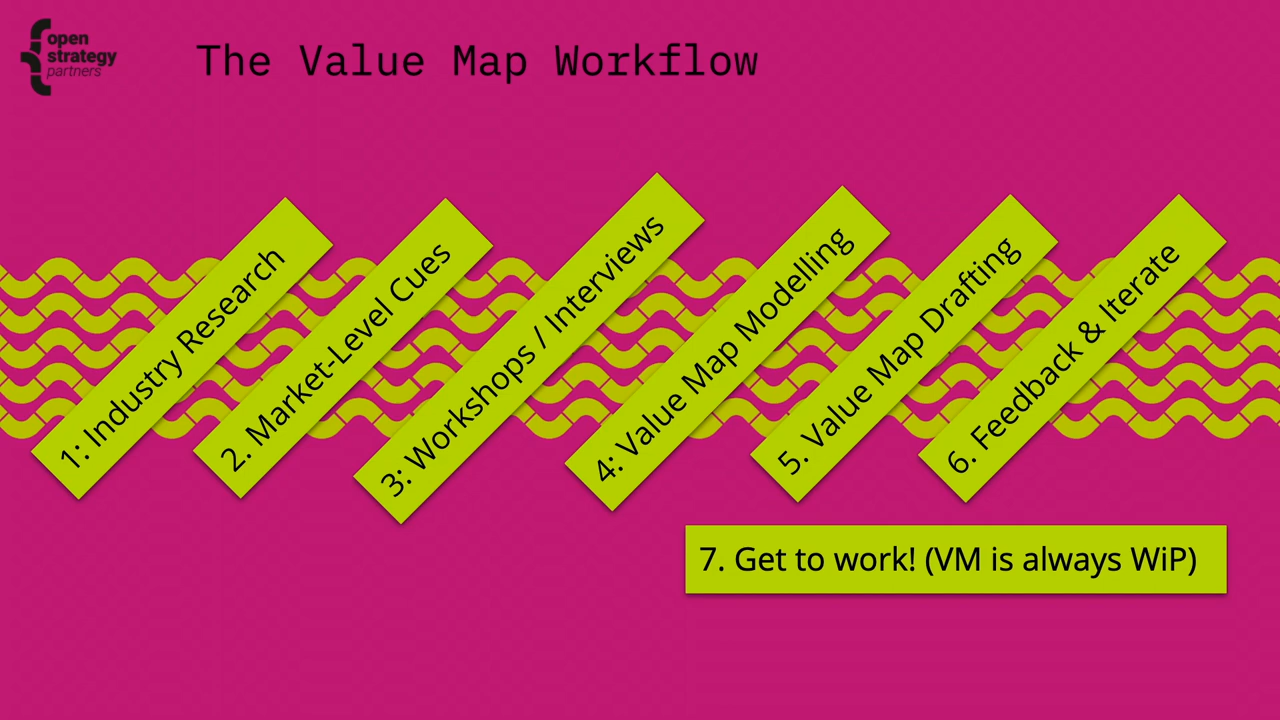 open
strategy
partners
The Value Map Workflow
1: Industry Research
2. Market-Level Cues
3: Workshops / Interviews
4: Value Map Modelling
5. Value Map Drafting
6. Feedback & Iterate
7. Get to work! (VM is always WiP)